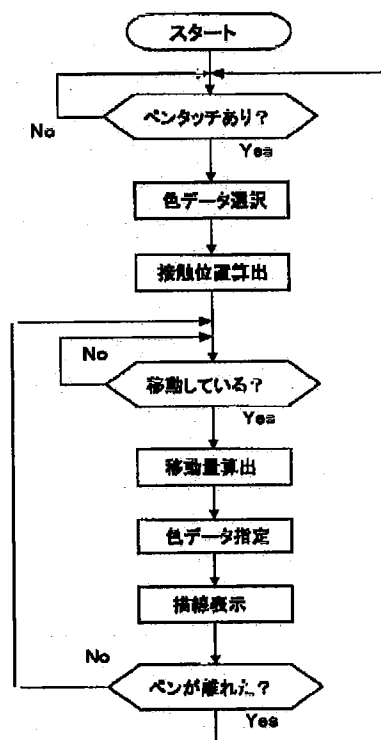 スタート
ペンタッチあり?
No
Yes
色データ選択
接触位置算出
No
移動している?
Yes
移動量算出
色データ指定
描線表示
No
ペンが離れた?
Yes